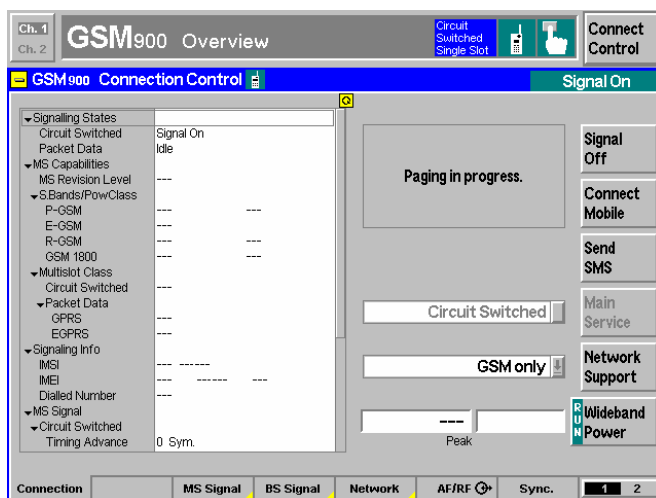 Ch. 1
Ch. 2
GSM900 Overview
Circuit
Switched
Single Slot
Connect
Control
GSM900 Connection Control
Signal On
Signalling States
Circuit Switched Signal On
Packet Data Idle
MS Capabilities
MS Revision Level ---
S.Bands/PowClass
P-GSM --- ---
E-GSM ---
R-GSM --- ---
GSM 1800 --- ---
Multislot Class
Circuit Switched ---
Packet Data
GPRS ---
EGPRS ---
Signaling Info
IMSI --- ------
IMEI --- ------ ---
Dialled Number ---
MS Signal
Circuit Switched
Timing Advance 0 Sym.
Paging in progress.
Circuit Switched
GSM only
---
Peak
Signal
Off
Connect
Mobile
Send
SMS
Main
Service
Network
Support
RUN
Wideband
Power
Connection MS Signal BS Signal Network AF/RF Sync. 1 2